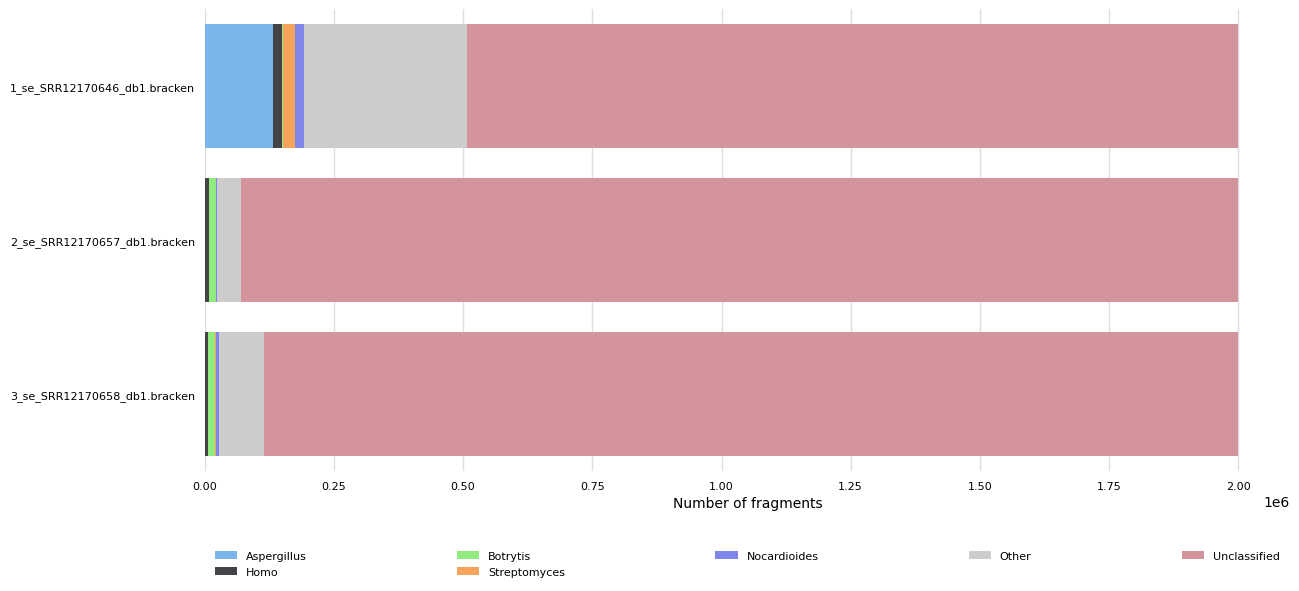 1_se_SRR12170646_db1.bracken
2_se_SRR12170657_db1.bracken
3_se_SRR12170658_db1.bracken
0.00 0.25 0.50 0.75 1.00 1.25 1.50 1.75 2.00
Number of fragments 1e6
Aspergillus Botrytis Nocardioides Other Unclassified
Homo Streptomyces